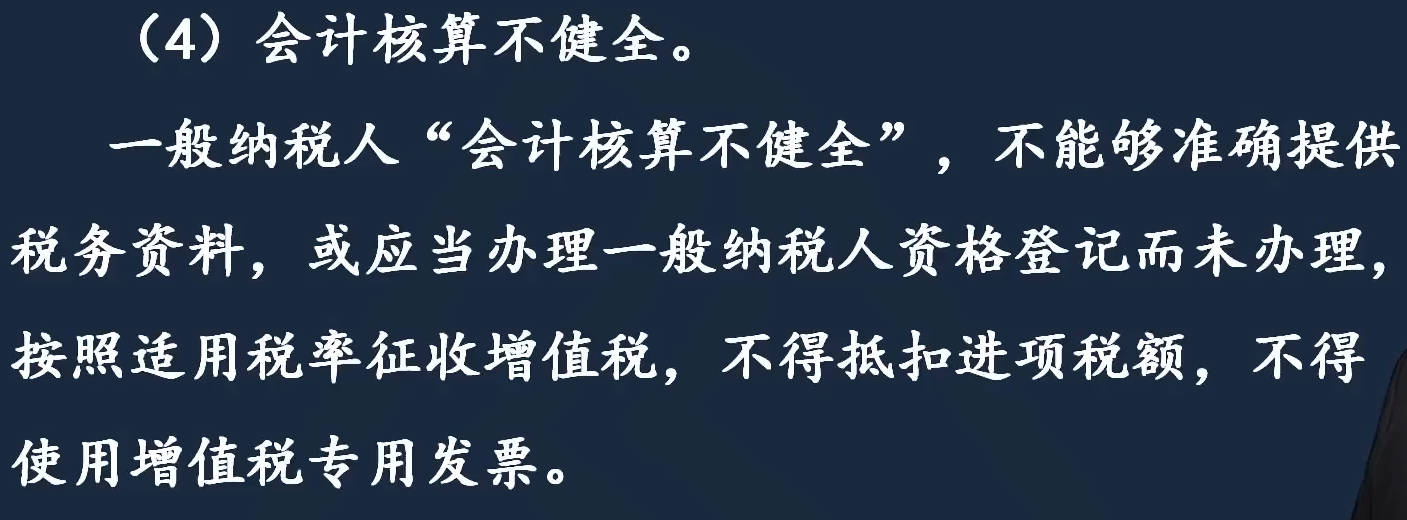 （4）会计核算不健全。
一般纳税人“会计核算不健全”，不能够准确提供
税务资料，或应当办理一般纳税人资格登记而未办理，
按照适用税率征收增值税，不得抵扣进项税额，不得
使用增值税专用发票。